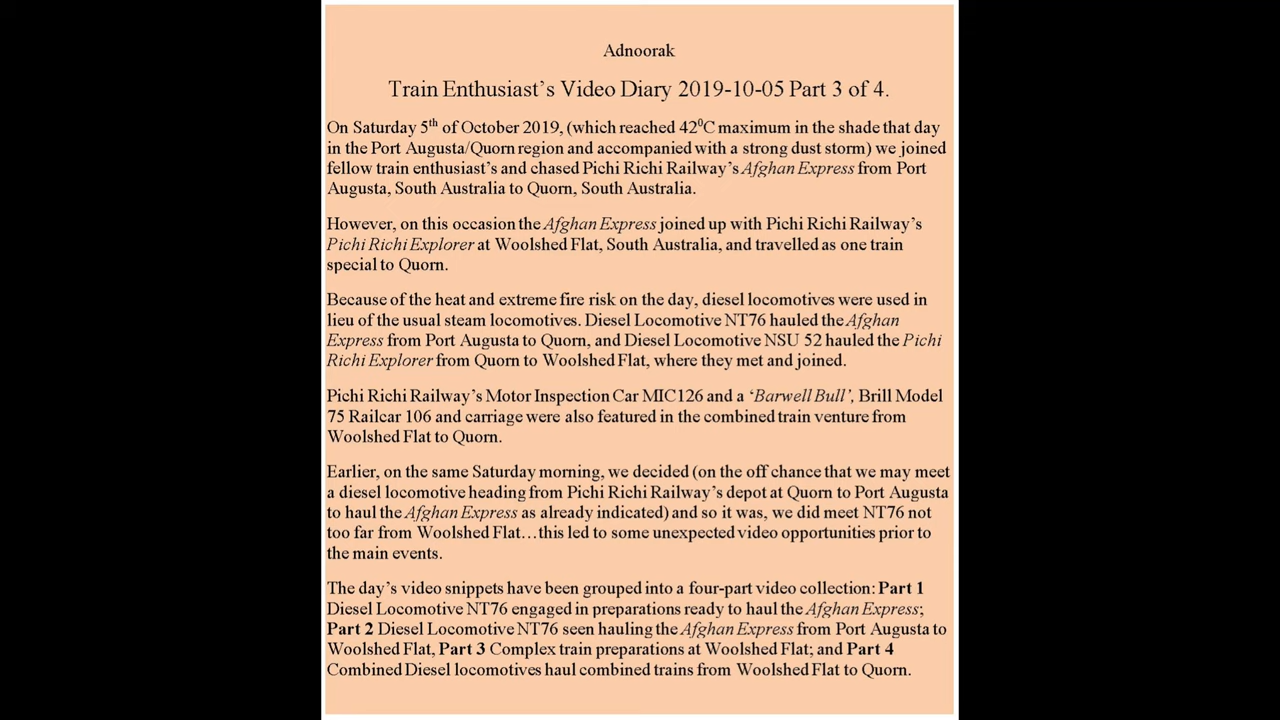 Adnoorak
Train Enthusiast's Video Diary 2019-10-05 Part 3 of 4.
On Saturday 5th of October 2019, (which reached 42⁰C maximum in the shade that day
in the Port Augusta/Quorn region and accompanied with a strong dust storm) we joined
fellow train enthusiast's and chased Pichi Richi Railway's Afghan Express from Port
Augusta, South Australia to Quorn, South Australia.
However, on this occasion the Afghan Express joined up with Pichi Richi Railway's
Pichi Richi Explorer at Woolshed Flat, South Australia, and travelled as one train
special to Quorn.
Because of the heat and extreme fire risk on the day, diesel locomotives were used in
lieu of the usual steam locomotives. Diesel Locomotive NT76 hauled the Afghan
Express from Port Augusta to Quorn, and Diesel Locomotive NSU 52 hauled the Pichi
Richi Explorer from Quorn to Woolshed Flat, where they met and joined.
Pichi Richi Railway's Motor Inspection Car MIC126 and a 'Barwell Bull', Brill Model
75 Railcar 106 and carriage were also featured in the combined train venture from
Woolshed Flat to Quorn.
Earlier, on the same Saturday morning, we decided (on the off chance that we may meet
a diesel locomotive heading from Pichi Richi Railway's depot at Quorn to Port Augusta
to haul the Afghan Express as already indicated) and so it was, we did meet NT76 not
too far from Woolshed Flat…this led to some unexpected video opportunities prior to
the main events.
The day's video snippets have been grouped into a four-part video collection: Part 1
Diesel Locomotive NT76 engaged in preparations ready to haul the Afghan Express;
Part 2 Diesel Locomotive NT76 seen hauling the Afghan Express from Port Augusta to
Woolshed Flat, Part 3 Complex train preparations at Woolshed Flat; and Part 4
Combined Diesel locomotives haul combined trains from Woolshed Flat to Quorn.